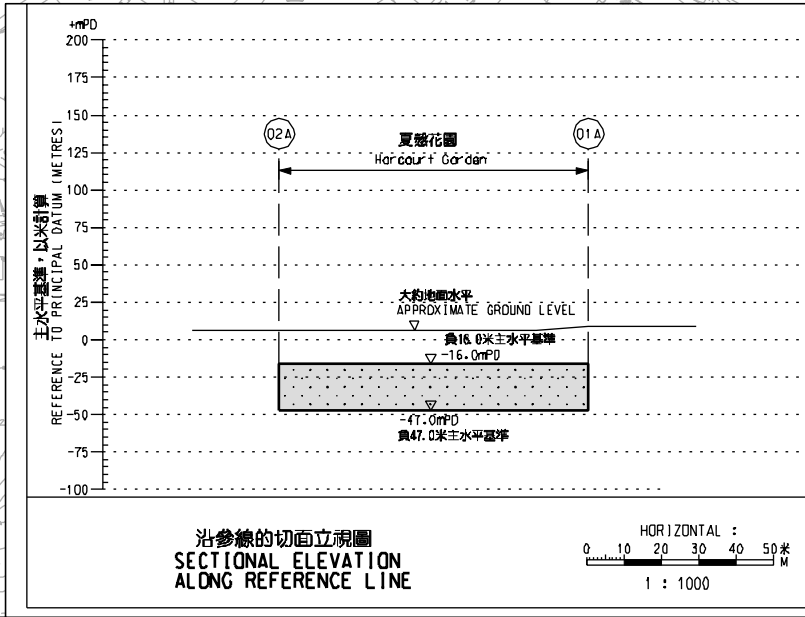 +mPD
200
175
150
125
100
75
50
25
0
-25
-50
-75
-100
主水平基準，以米計算
REFERENCE TO PRINCIPAL DATUM (METRES)
02A
01A
夏慤花園
Harcourt Garden
大約地面水平
APPROXIMATE GROUND LEVEL
負16.0米主水平基準
-16.0mPD
-47.0mPD
負47.0米主水平基準
沿參線的切面立視圖
SECTIONAL ELEVATION
ALONG REFERENCE LINE
HORIZONTAL :
0 10 20 30 40 50米
M
1 : 1000